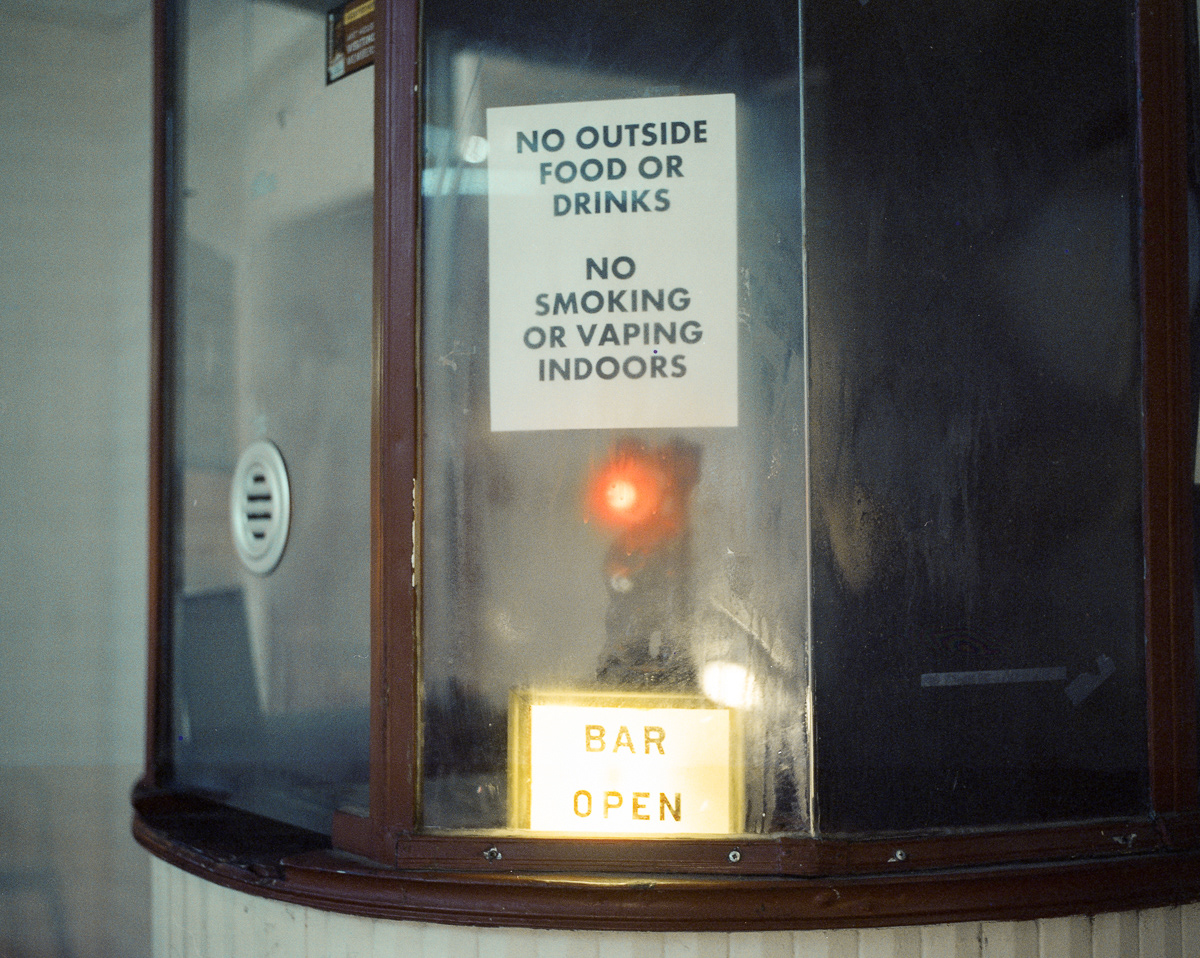 NO OUTSIDE
FOOD OR
DRINKS
NO
SMOKING
OR VAPING
INDOORS
BAR
OPEN